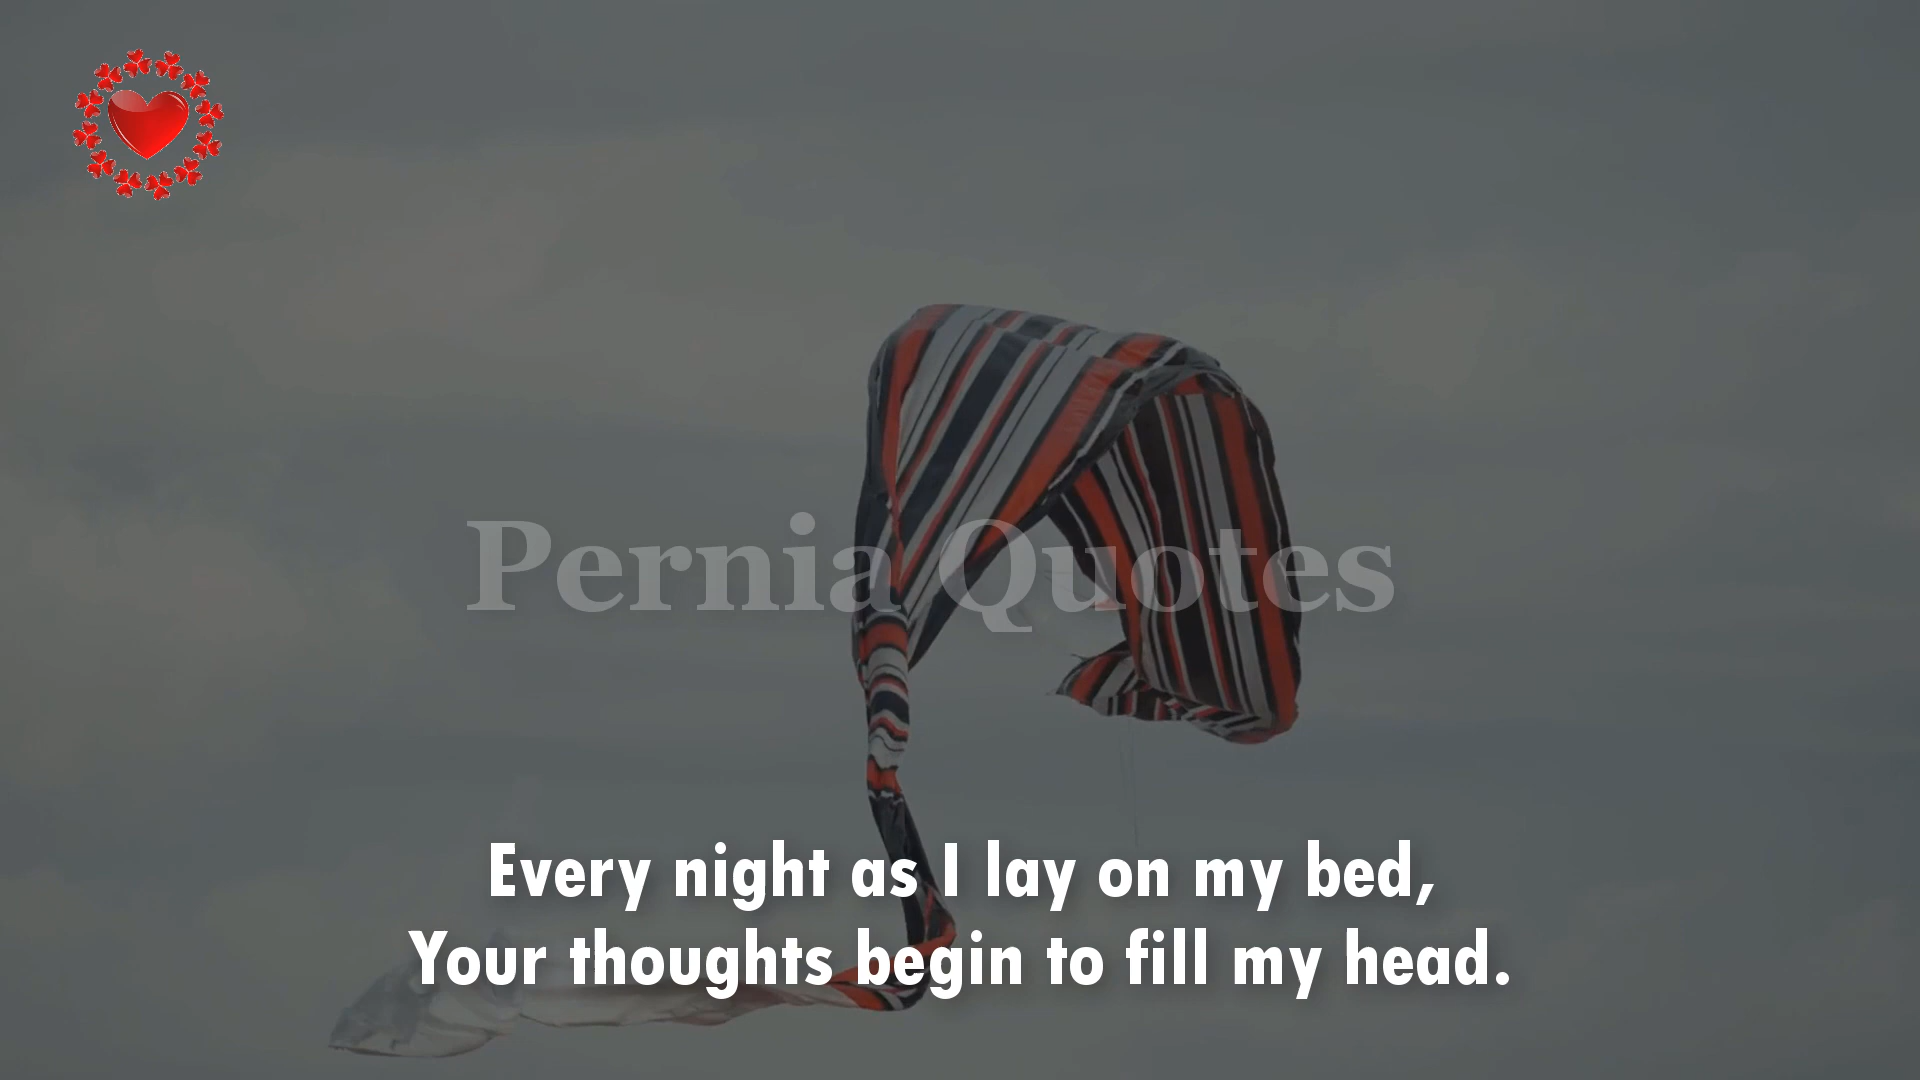 Pernia Quotes
Every night as I lay on my bed,
Your thoughts begin to fill my head.